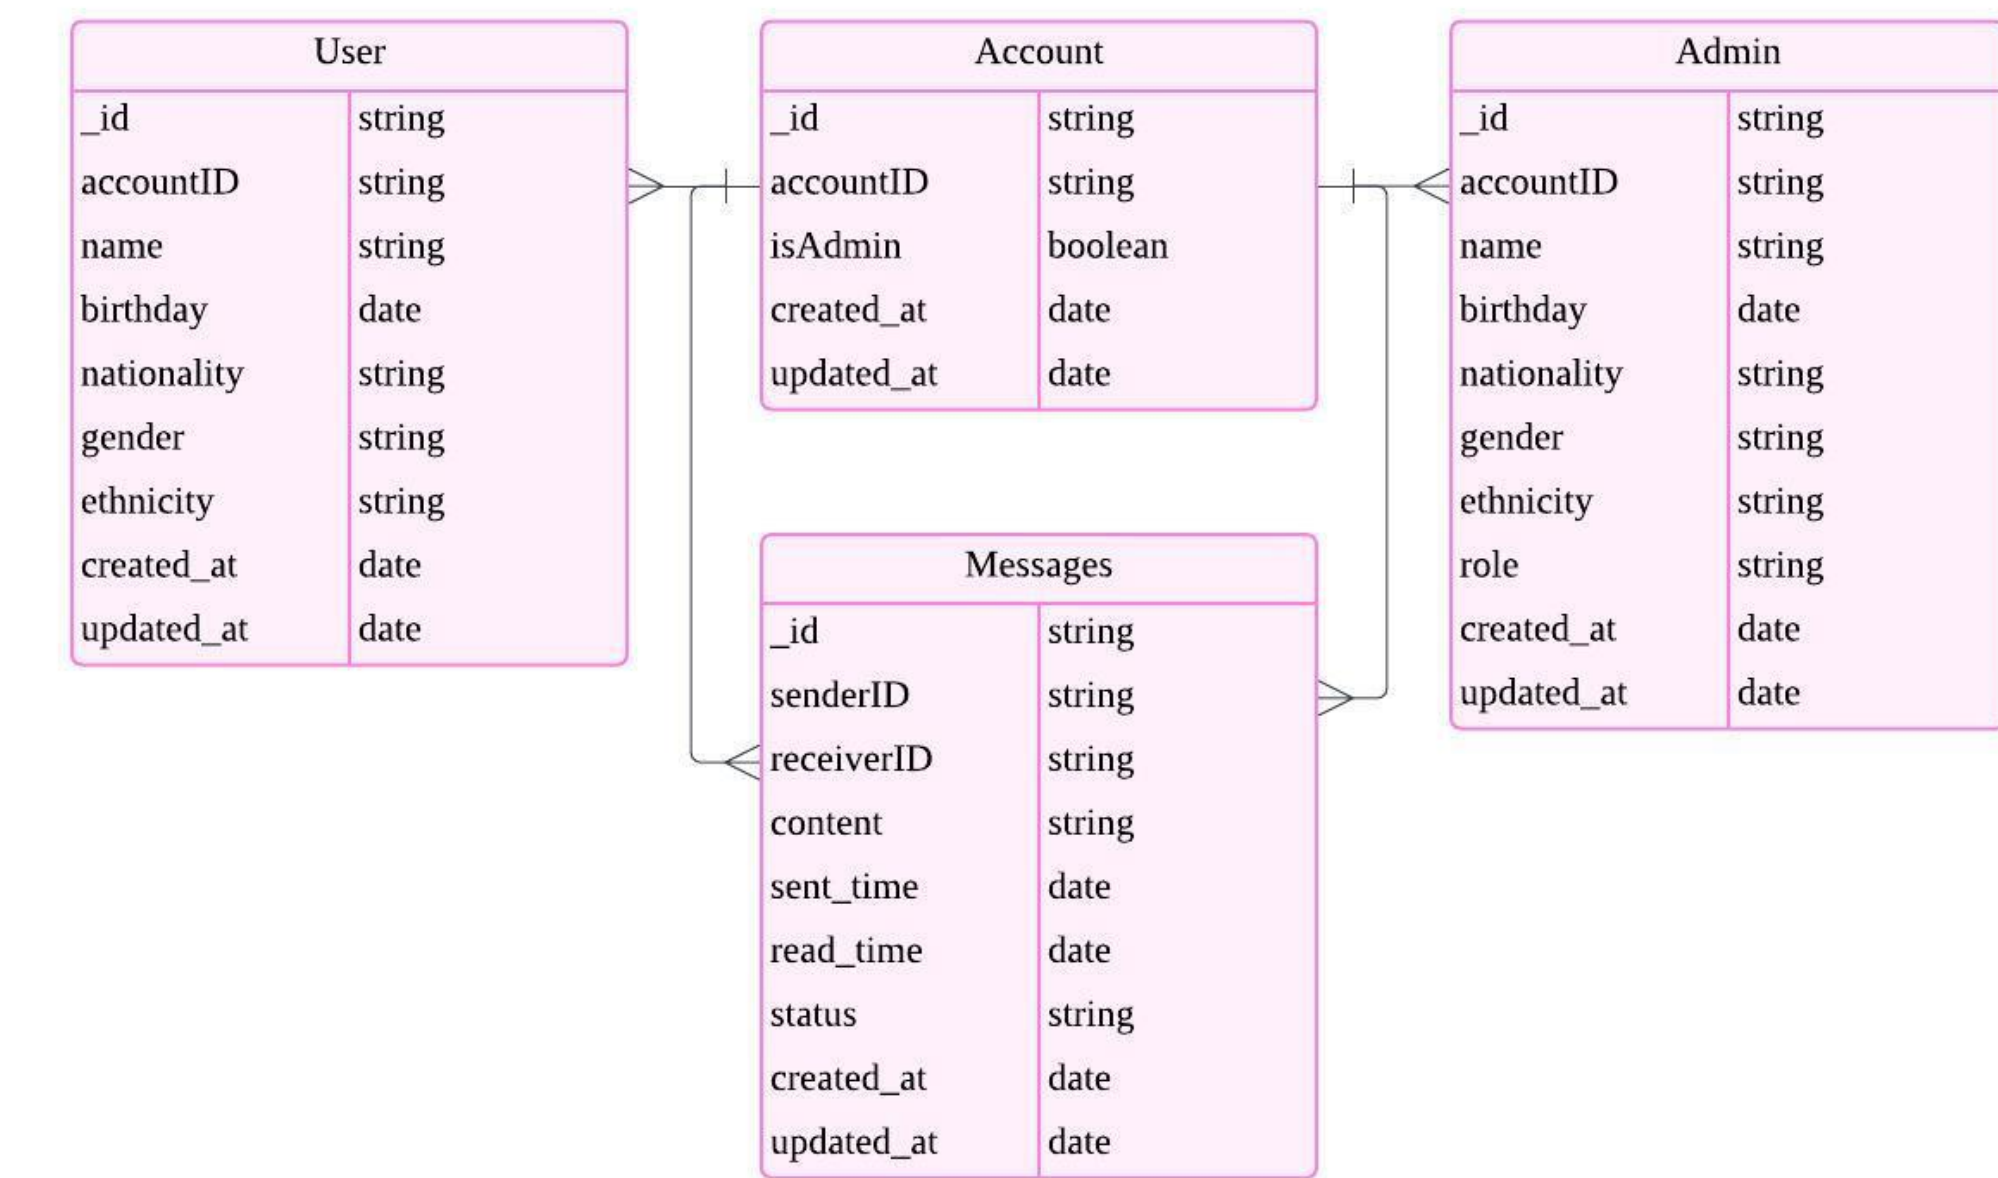 User
_id string
accountID string
name string
birthday date
nationality string
gender string
ethnicity string
created_at date
updated_at date
Account
_id string
accountID string
isAdmin boolean
created_at date
updated_at date
Admin
_id string
accountID string
name string
birthday date
nationality string
gender string
ethnicity string
role string
created_at date
updated_at date
Messages
_id string
senderID string
receiverID string
content string
sent_time date
read_time date
status string
created_at date
updated_at date